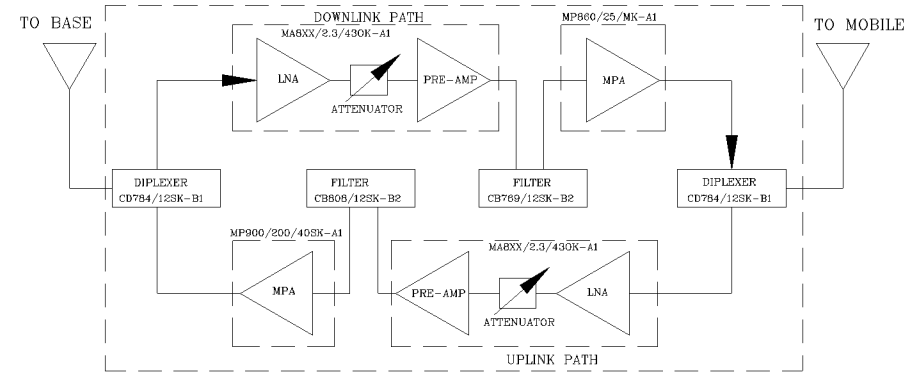 DOWNLINK PATH
MP860/25/MK-A1
TO BASE
TO MOBILE
MA8XX/2.3/430K-A1
LNA
PRE-AMP
MPA
ATTENUATOR
DIPLEXER
CD784/12SK-B1
FILTER
CB808/12SK-B2
FILTER
CB769/12SK-B2
DIPLEXER
CD784/12SK-B1
MP900/200/40SK-A1
MA8XX/2.3/430K-A1
MPA
PRE-AMP
LNA
ATTENUATOR
UPLINK PATH